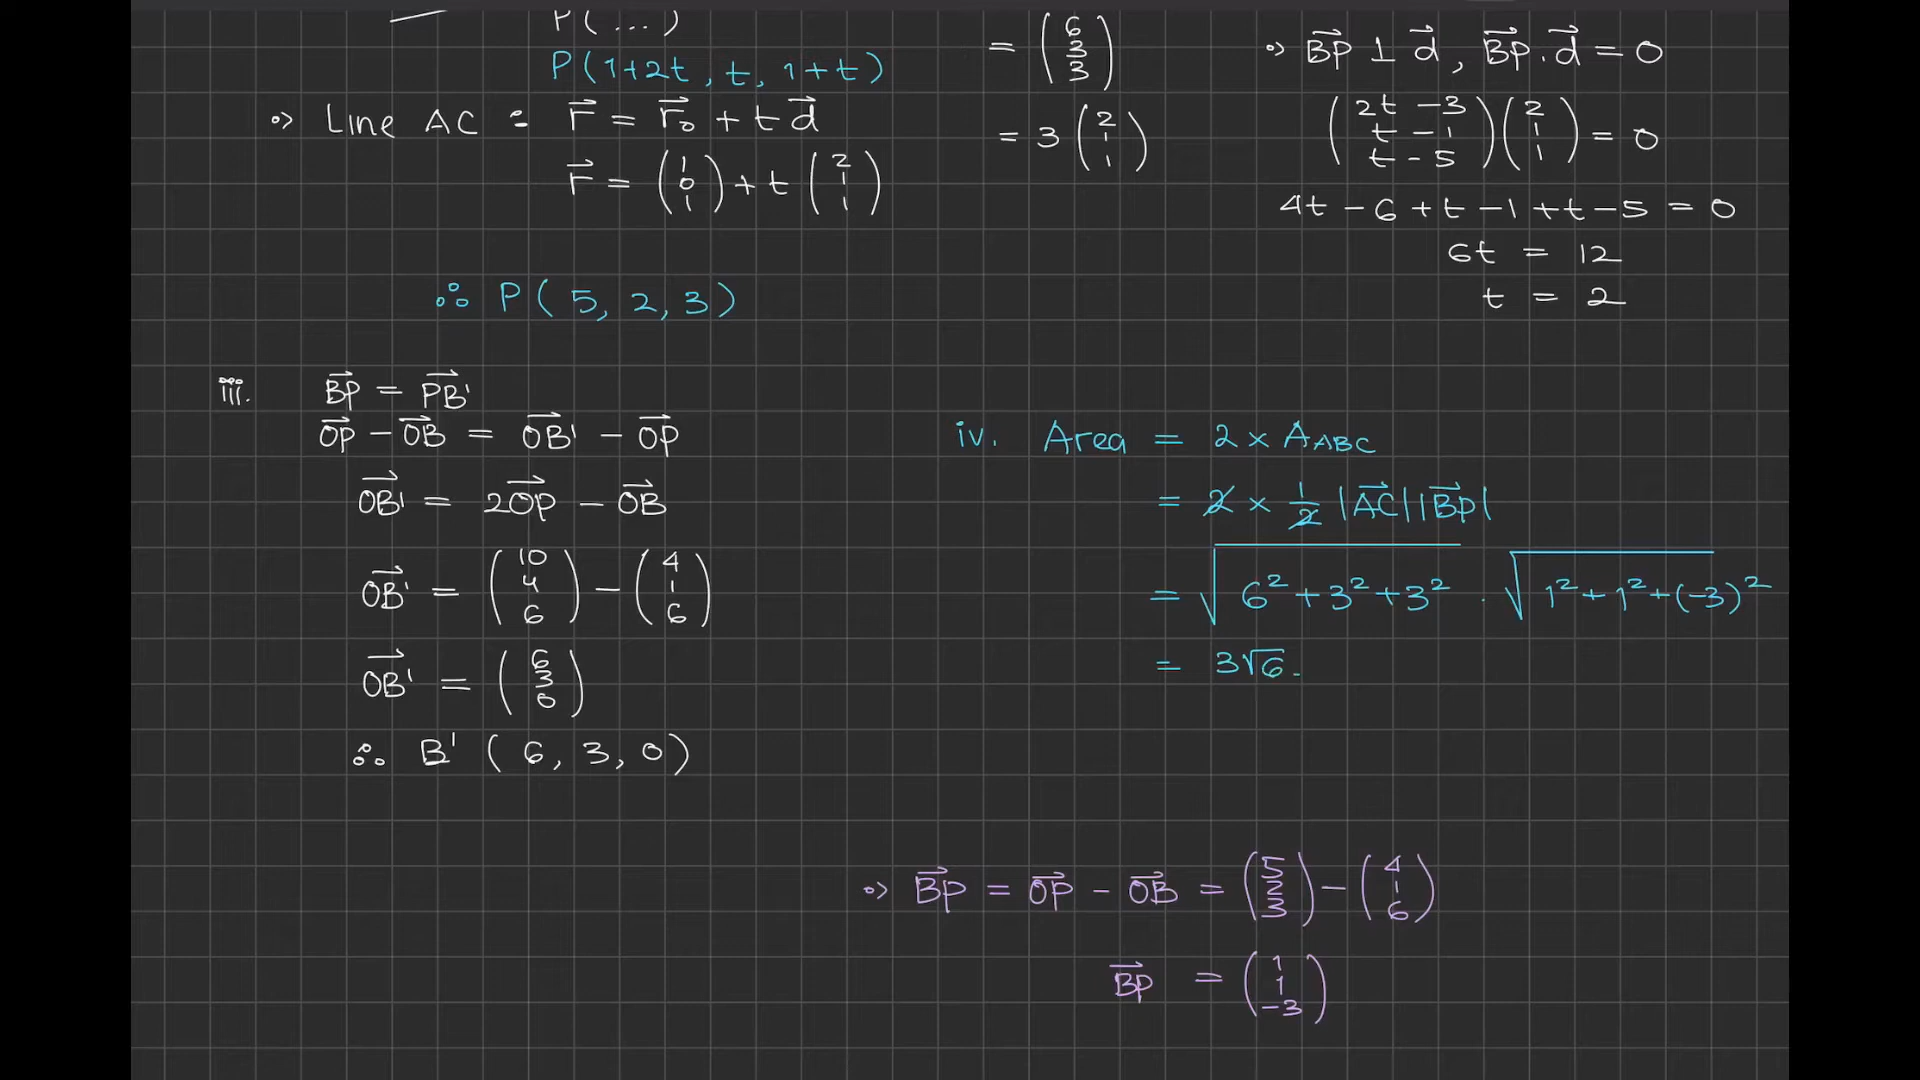 P(...)
P(1+2t, t, 1+t)
∘> Line AC : r⃗ = r⃗₀ + t d⃗
r⃗ = (1 0 1) + t (2 1 1)
∴ P(5, 2, 3)
= (6 3 3)
= 3 (2 1 1)
∘> BP⃗ ⊥ d⃗, BP⃗ . d⃗ = 0
(2t - 3 t - 1 t - 5) (2 1 1) = 0
4t - 6 + t - 1 + t - 5 = 0
6t = 12
t = 2
iii. BP⃗ = PB'⃗
OP⃗ - OB⃗ = OB'⃗ - OP⃗
OB'⃗ = 2OP⃗ - OB⃗
OB'⃗ = (10 4 6) - (4 1 6)
OB'⃗ = (6 3 0)
∴ B' (6, 3, 0)
iv. Area = 2 × A_ABC
= 2 × 1/2 |AC⃗||BP⃗|
= √(6² + 3² + 3²) . √(1² + 1² + (-3)²)
= 3√6.
∘> BP⃗ = OP⃗ - OB⃗ = (5 2 3) - (4 1 6)
BP⃗ = (1 1 -3)